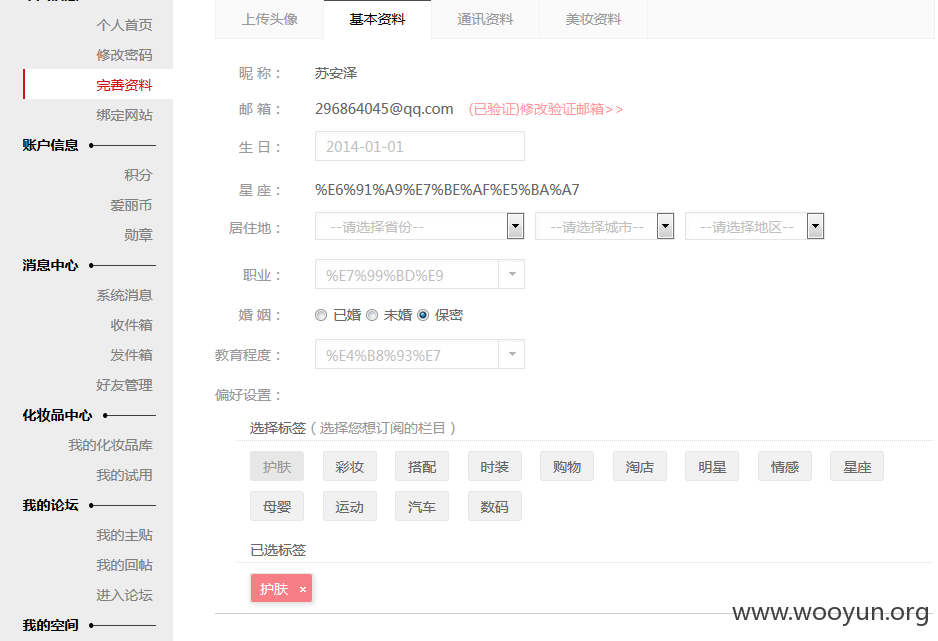 个人首页
修改密码
完善资料
绑定网站
账户信息
积分
爱丽币
勋章
消息中心
系统消息
收件箱
发件箱
好友管理
化妆品中心
我的化妆品库
我的试用
我的论坛
我的主贴
我的回帖
进入论坛
我的空间
上传头像 基本资料 通讯资料 美妆资料
昵 称： 苏安泽
邮 箱： 296864045@qq.com (已验证)修改验证邮箱>>
生 日： 2014-01-01
星 座： %E6%91%A9%E7%BE%AF%E5%BA%A7
居住地： --请选择省份-- --请选择城市-- --请选择地区--
职业： %E7%99%BD%E9
婚 姻： 已婚 未婚 保密
教育程度： %E4%B8%93%E7
偏好设置：
选择标签（选择您想订阅的栏目）
护肤 彩妆 搭配 时装 购物 淘店 明星 情感 星座
母婴 运动 汽车 数码
已选标签
护肤 ×
www.wooyun.org